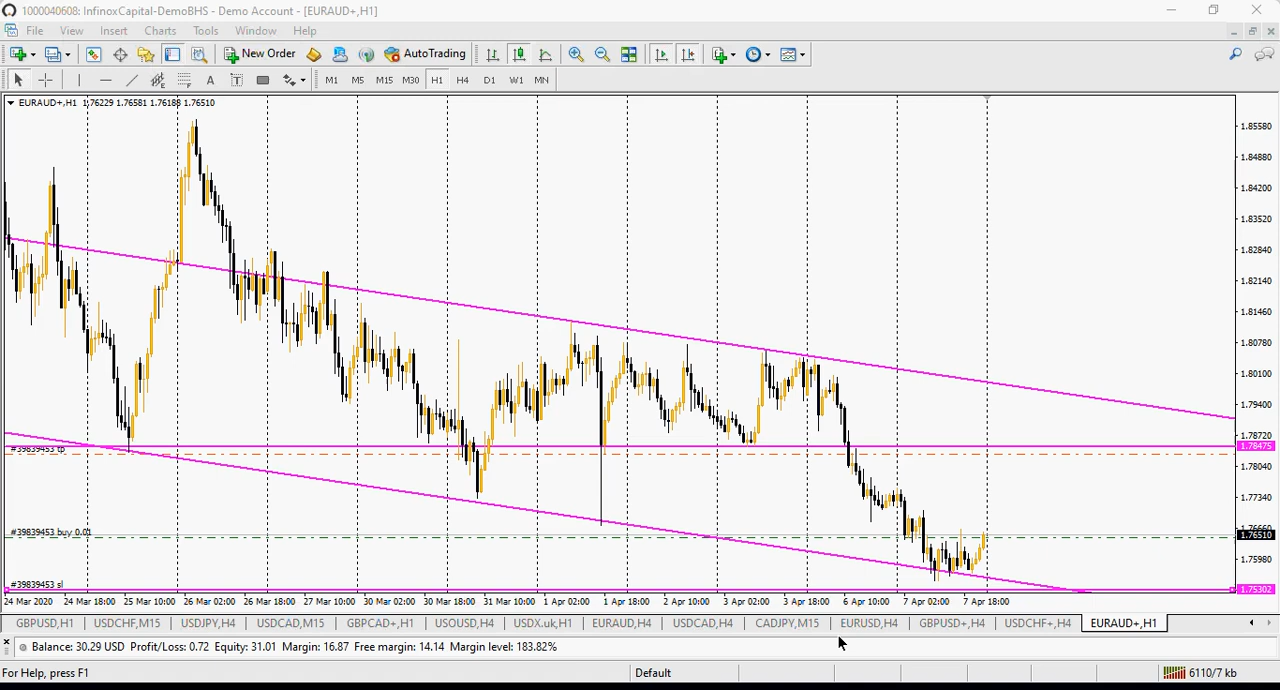 1000040608: InfinoxCapital-DemoBHS - Demo Account - [EURAUD+,H1]
File View Insert Charts Tools Window Help
New Order AutoTrading
A T M1 M5 M15 M30 H1 H4 D1 W1 MN
EURAUD+,H1 1.76229 1.76581 1.76188 1.76510
1.85580
1.84880
1.84200
1.83520
1.82840
1.82140
1.81460
1.80780
1.80100
1.79400
1.78720
1.78475
#39839453 tp
1.78040
1.77340
1.76660
#39839453 buy 0.01
1.76510
1.75980
#39839453 sl
1.75302
24 Mar 2020 24 Mar 18:00 25 Mar 10:00 26 Mar 02:00 26 Mar 18:00 27 Mar 10:00 30 Mar 02:00 30 Mar 18:00 31 Mar 10:00 1 Apr 02:00 1 Apr 18:00 2 Apr 10:00 3 Apr 02:00 3 Apr 18:00 6 Apr 10:00 7 Apr 02:00 7 Apr 18:00
GBPUSD,H1 USDCHF,M15 USDJPY,H4 USDCAD,M15 GBPCAD+,H1 USOUSD,H4 USDX.uk,H1 EURAUD,H4 USDCAD,H4 CADJPY,M15 EURUSD,H4 GBPUSD+,H4 USDCHF+,H4 EURAUD+,H1
Balance: 30.29 USD Profit/Loss: 0.72 Equity: 31.01 Margin: 16.87 Free margin: 14.14 Margin level: 183.82%
For Help, press F1 Default 6110/7 kb